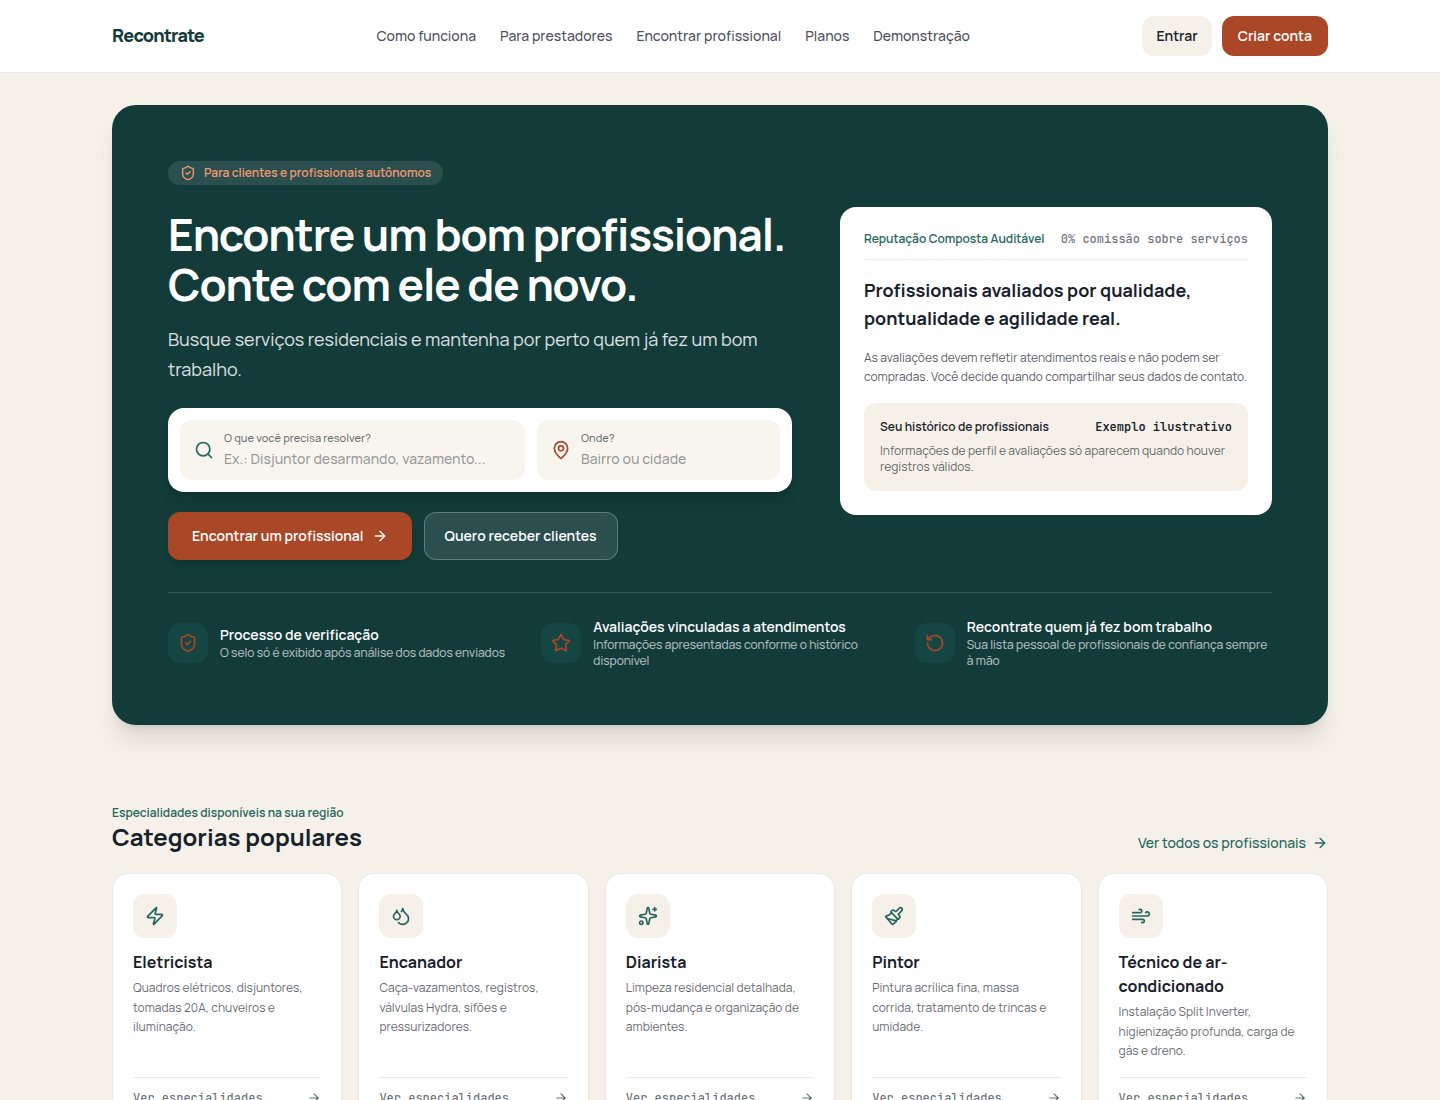 Recontrate
Como funciona
Para prestadores
Encontrar profissional
Planos
Demonstração
Entrar
Criar conta
Para clientes e profissionais autônomos
Encontre um bom profissional.
Conte com ele de novo.
Busque serviços residenciais e mantenha por perto quem já fez um bom
trabalho.
O que você precisa resolver?
Ex.: Disjuntor desarmando, vazamento...
Onde?
Bairro ou cidade
Encontrar um profissional
Quero receber clientes
Reputação Composta Auditável
0% comissão sobre serviços
Profissionais avaliados por qualidade,
pontualidade e agilidade real.
As avaliações devem refletir atendimentos reais e não podem ser
compradas. Você decide quando compartilhar seus dados de contato.
Seu histórico de profissionais
Exemplo ilustrativo
Informações de perfil e avaliações só aparecem quando houver
registros válidos.
Processo de verificação
O selo só é exibido após análise dos dados enviados
Avaliações vinculadas a atendimentos
Informações apresentadas conforme o histórico
disponível
Recontrate quem já fez bom trabalho
Sua lista pessoal de profissionais de confiança sempre
à mão
Especialidades disponíveis na sua região
Categorias populares
Ver todos os profissionais
Eletricista
Quadros elétricos, disjuntores,
tomadas 20A, chuveiros e
iluminação.
Ver especialidades
Encanador
Caça-vazamentos, registros,
válvulas Hydra, sifões e
pressurizadores.
Ver especialidades
Diarista
Limpeza residencial detalhada,
pós-mudança e organização de
ambientes.
Ver especialidades
Pintor
Pintura acrílica fina, massa
corrida, tratamento de trincas e
umidade.
Ver especialidades
Técnico de ar-
condicionado
Instalação Split Inverter,
higienização profunda, carga de
gás e dreno.
Ver especialidades